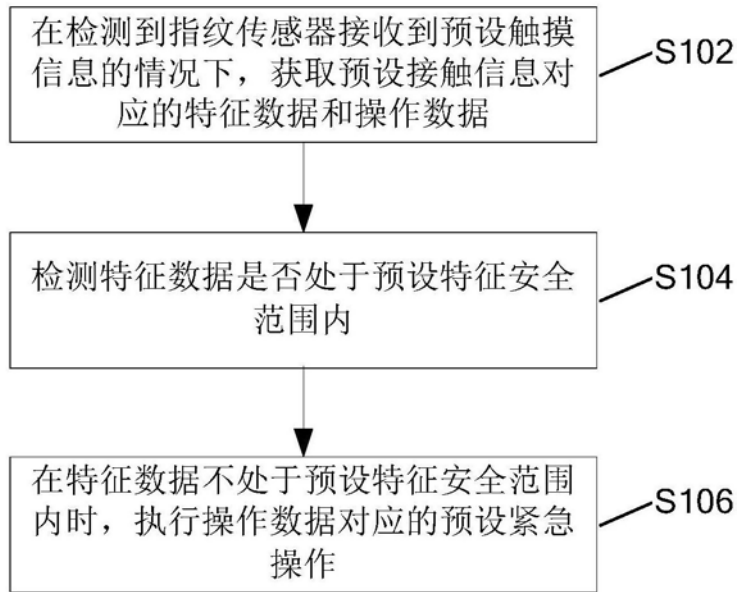 在检测到指纹传感器接收到预设触摸
信息的情况下，获取预设接触信息对
应的特征数据和操作数据
S102
检测特征数据是否处于预设特征安全
范围内
S104
在特征数据不处于预设特征安全范围
内时，执行操作数据对应的预设紧急
操作
S106